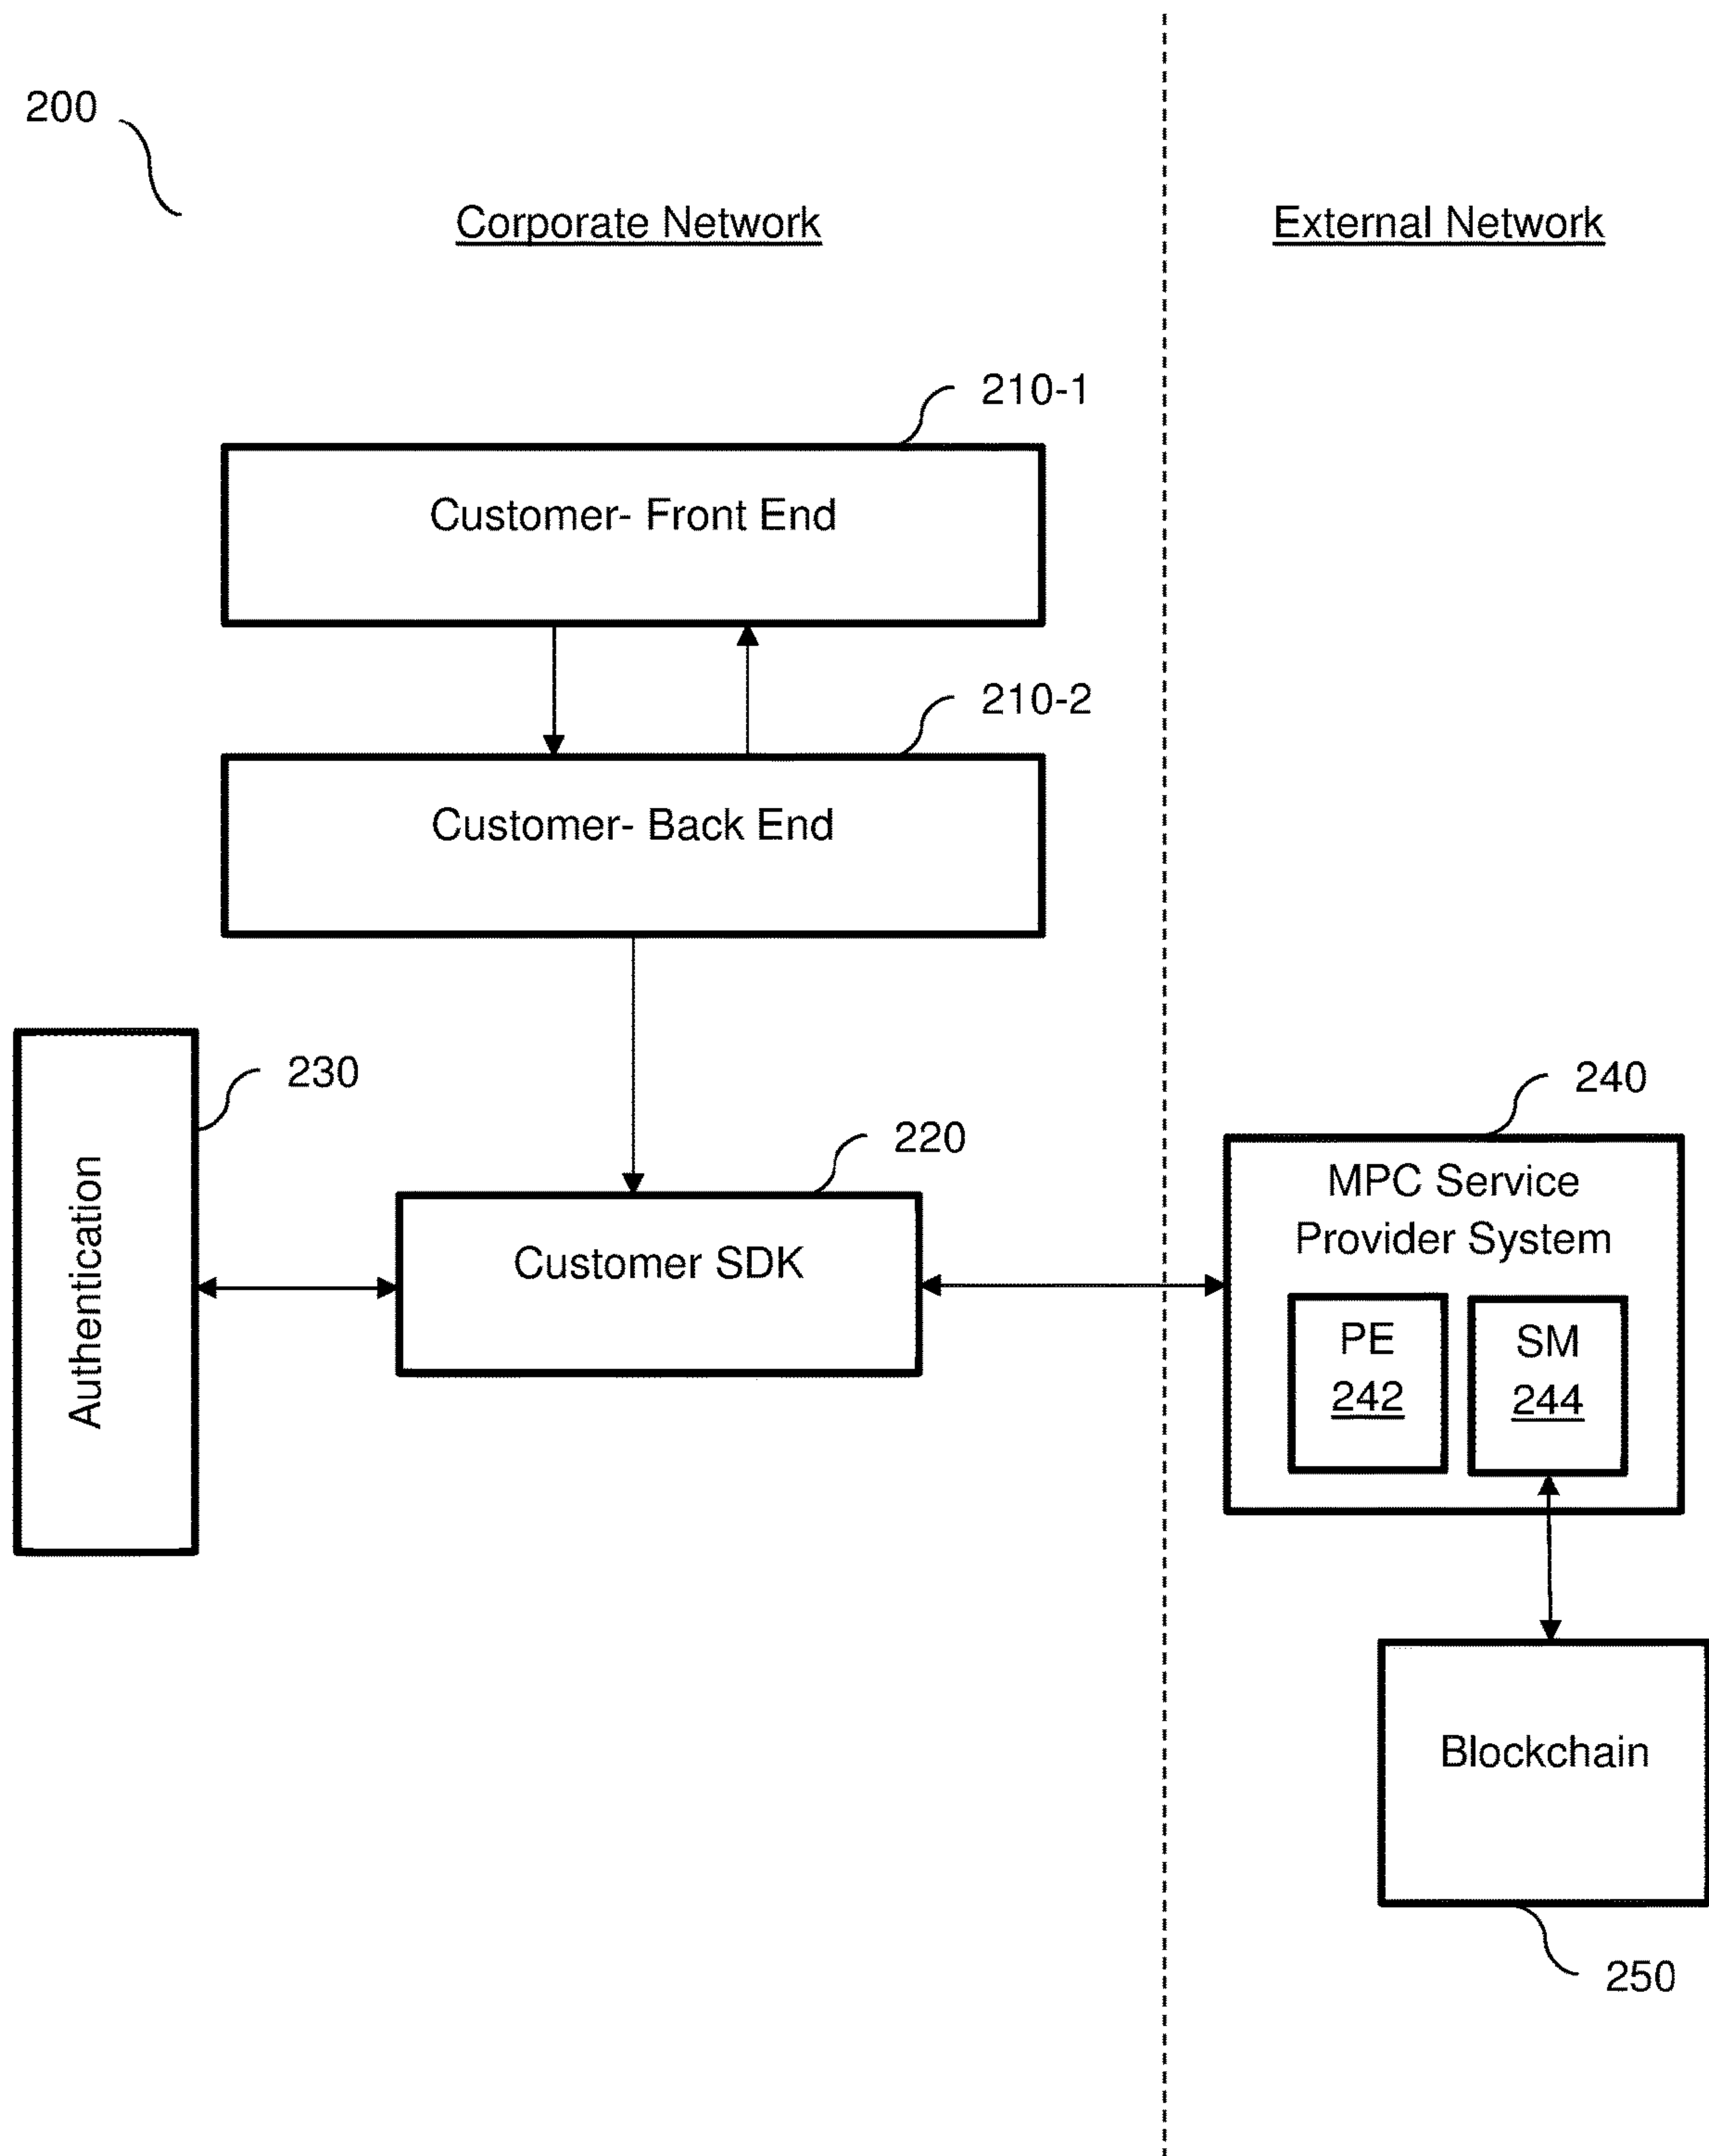 200
Corporate Network
External Network
210-1
Customer- Front End
210-2
Customer- Back End
230
Authentication
220
Customer SDK
240
MPC Service
Provider System
PE
242
SM
244
Blockchain
250